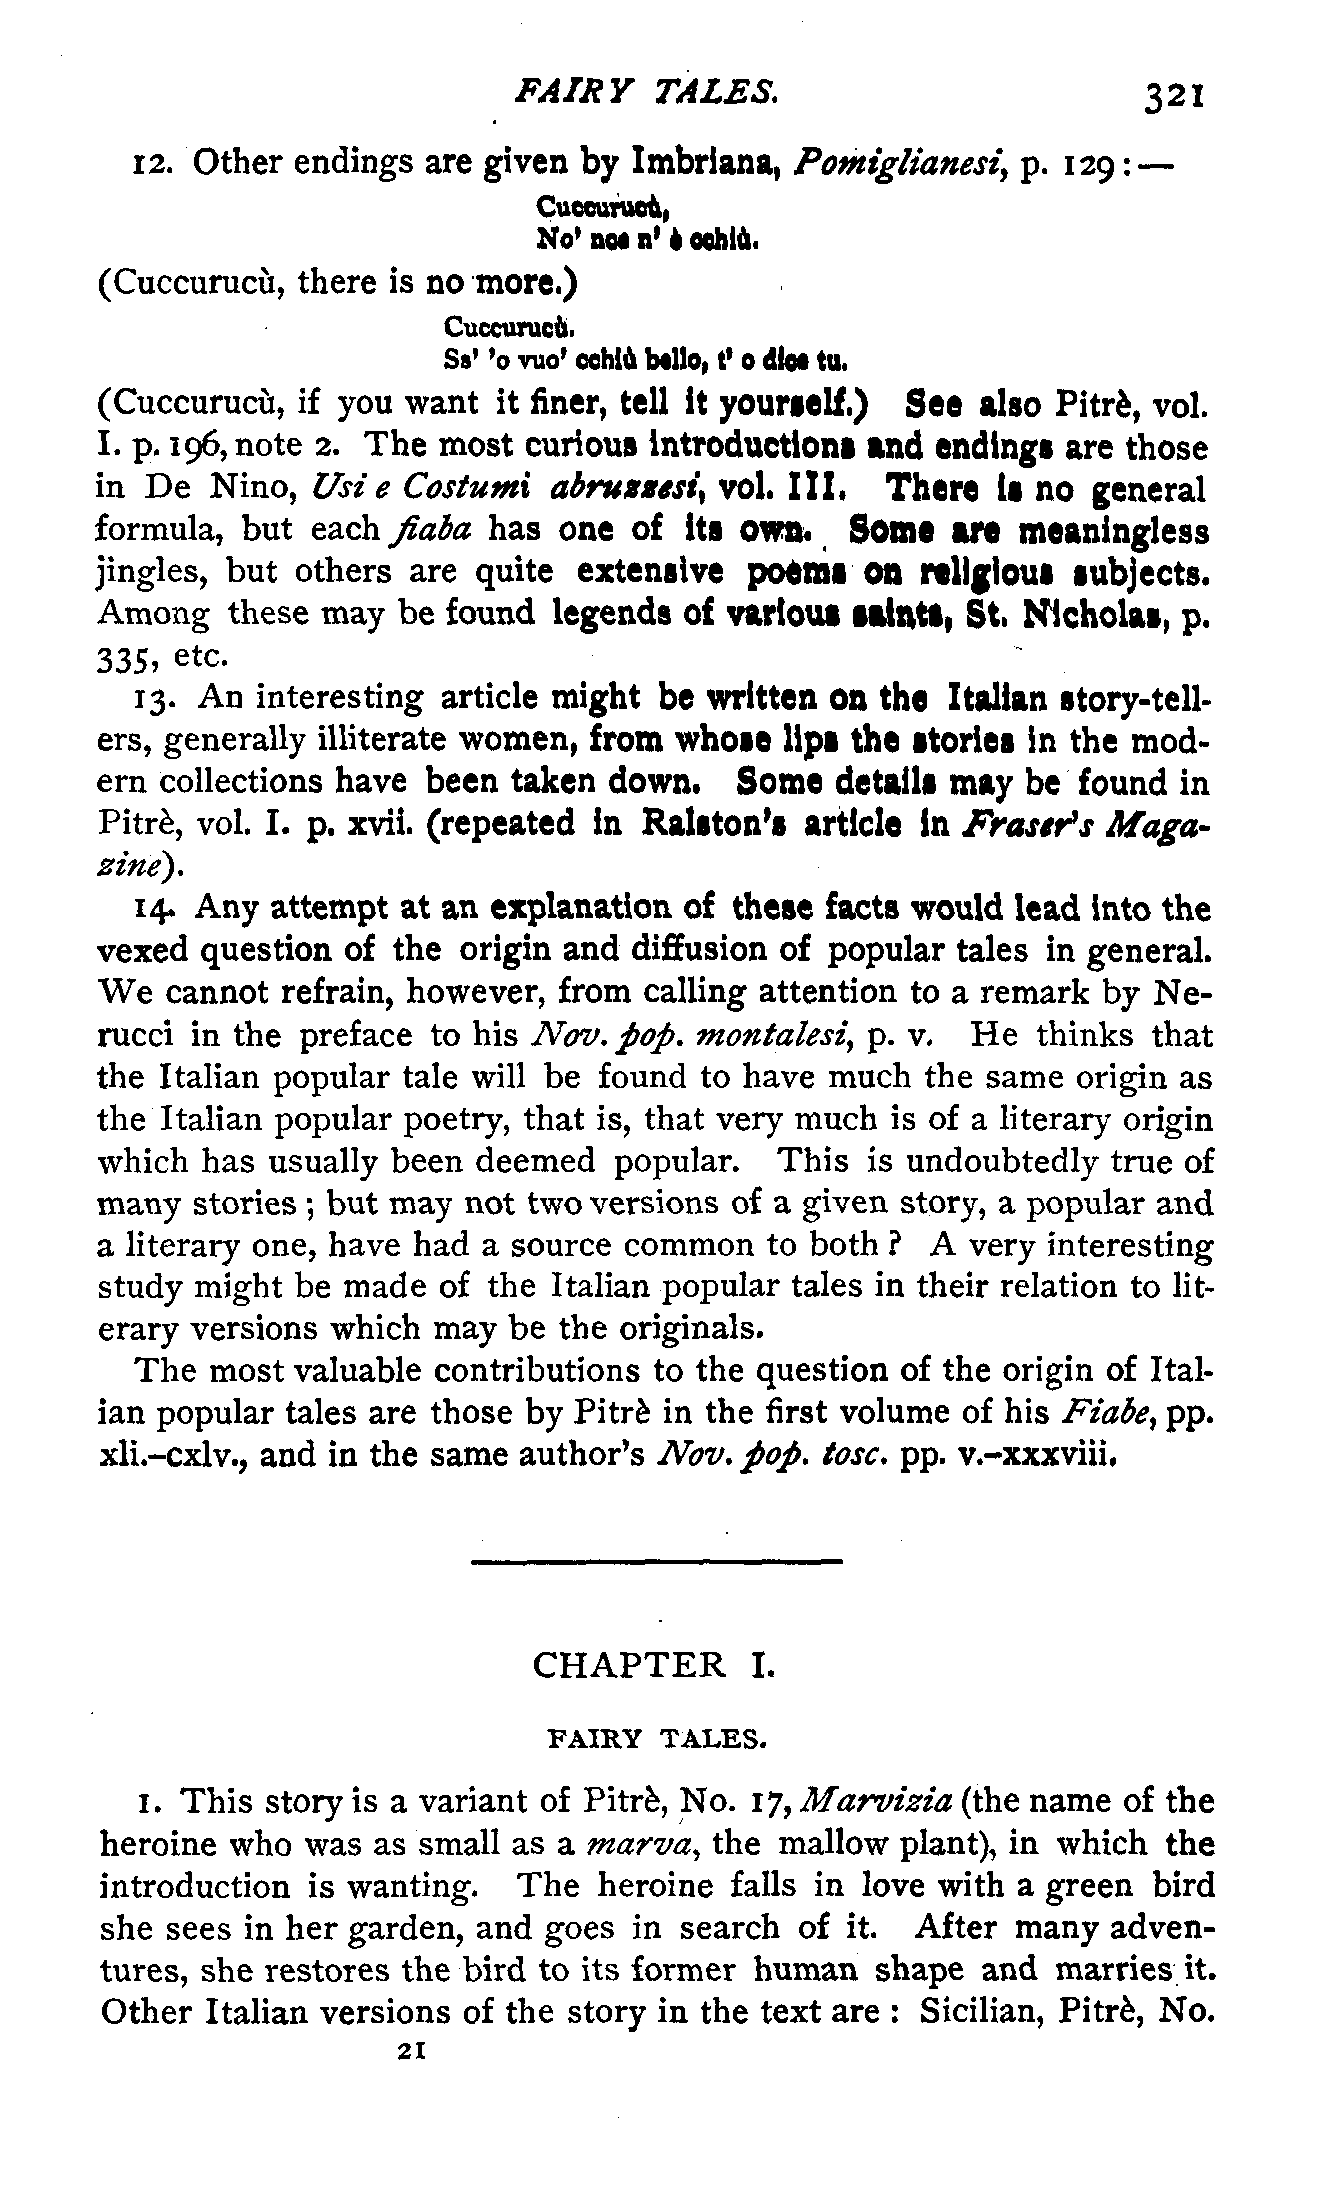 FAIRY TALES. 321
12. Other endings are given by Imbriana, Pomiglianesi, p. 129:—
Cuccurucù,
No' nce n' è cchiù.
(Cuccurucù, there is no more.)
Cuccurucù.
Ss' 'o vuo' cchiù bello, t' o dice tu.
(Cuccurucù, if you want it finer, tell it yourself.) See also Pitrè, vol.
I. p. 196, note 2. The most curious introductions and endings are those
in De Nino, Usi e Costumi abruzzesi, vol. III. There is no general
formula, but each fiaba has one of its own. Some are meaningless
jingles, but others are quite extensive poems on religious subjects.
Among these may be found legends of various saints, St. Nicholas, p.
335, etc.
13. An interesting article might be written on the Italian story-tell-
ers, generally illiterate women, from whose lips the stories in the mod-
ern collections have been taken down. Some details may be found in
Pitrè, vol. I. p. xvii. (repeated in Ralston's article in Fraser's Maga-
zine).
14. Any attempt at an explanation of these facts would lead into the
vexed question of the origin and diffusion of popular tales in general.
We cannot refrain, however, from calling attention to a remark by Ne-
rucci in the preface to his Nov. pop. montalesi, p. v. He thinks that
the Italian popular tale will be found to have much the same origin as
the Italian popular poetry, that is, that very much is of a literary origin
which has usually been deemed popular. This is undoubtedly true of
many stories ; but may not two versions of a given story, a popular and
a literary one, have had a source common to both ? A very interesting
study might be made of the Italian popular tales in their relation to lit-
erary versions which may be the originals.
The most valuable contributions to the question of the origin of Ital-
ian popular tales are those by Pitrè in the first volume of his Fiabe, pp.
xli.–cxlv., and in the same author's Nov. pop. tosc. pp. v.–xxxviii.
CHAPTER I.
FAIRY TALES.
1. This story is a variant of Pitrè, No. 17, Marvizia (the name of the
heroine who was as small as a marva, the mallow plant), in which the
introduction is wanting. The heroine falls in love with a green bird
she sees in her garden, and goes in search of it. After many adven-
tures, she restores the bird to its former human shape and marries it.
Other Italian versions of the story in the text are : Sicilian, Pitrè, No.
21